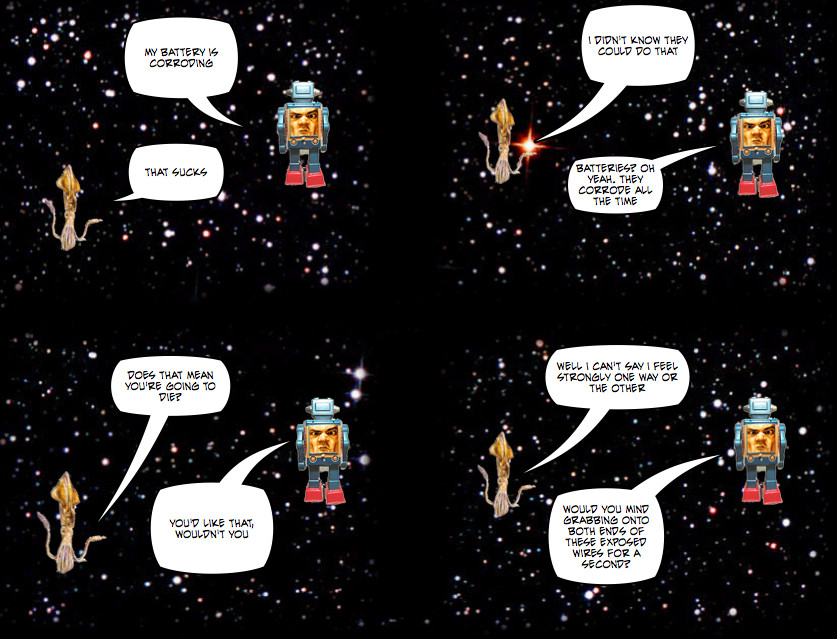 MY BATTERY IS
CORRODING
THAT SUCKS
I DIDN'T KNOW THEY
COULD DO THAT
BATTERIES? OH
YEAH. THEY
CORRODE ALL
THE TIME
DOES THAT MEAN
YOU'RE GOING TO
DIE?
YOU'D LIKE THAT,
WOULDN'T YOU
WELL I CAN'T SAY I FEEL
STRONGLY ONE WAY OR
THE OTHER
WOULD YOU MIND
GRABBING ONTO
BOTH ENDS OF
THESE EXPOSED
WIRES FOR A
SECOND?